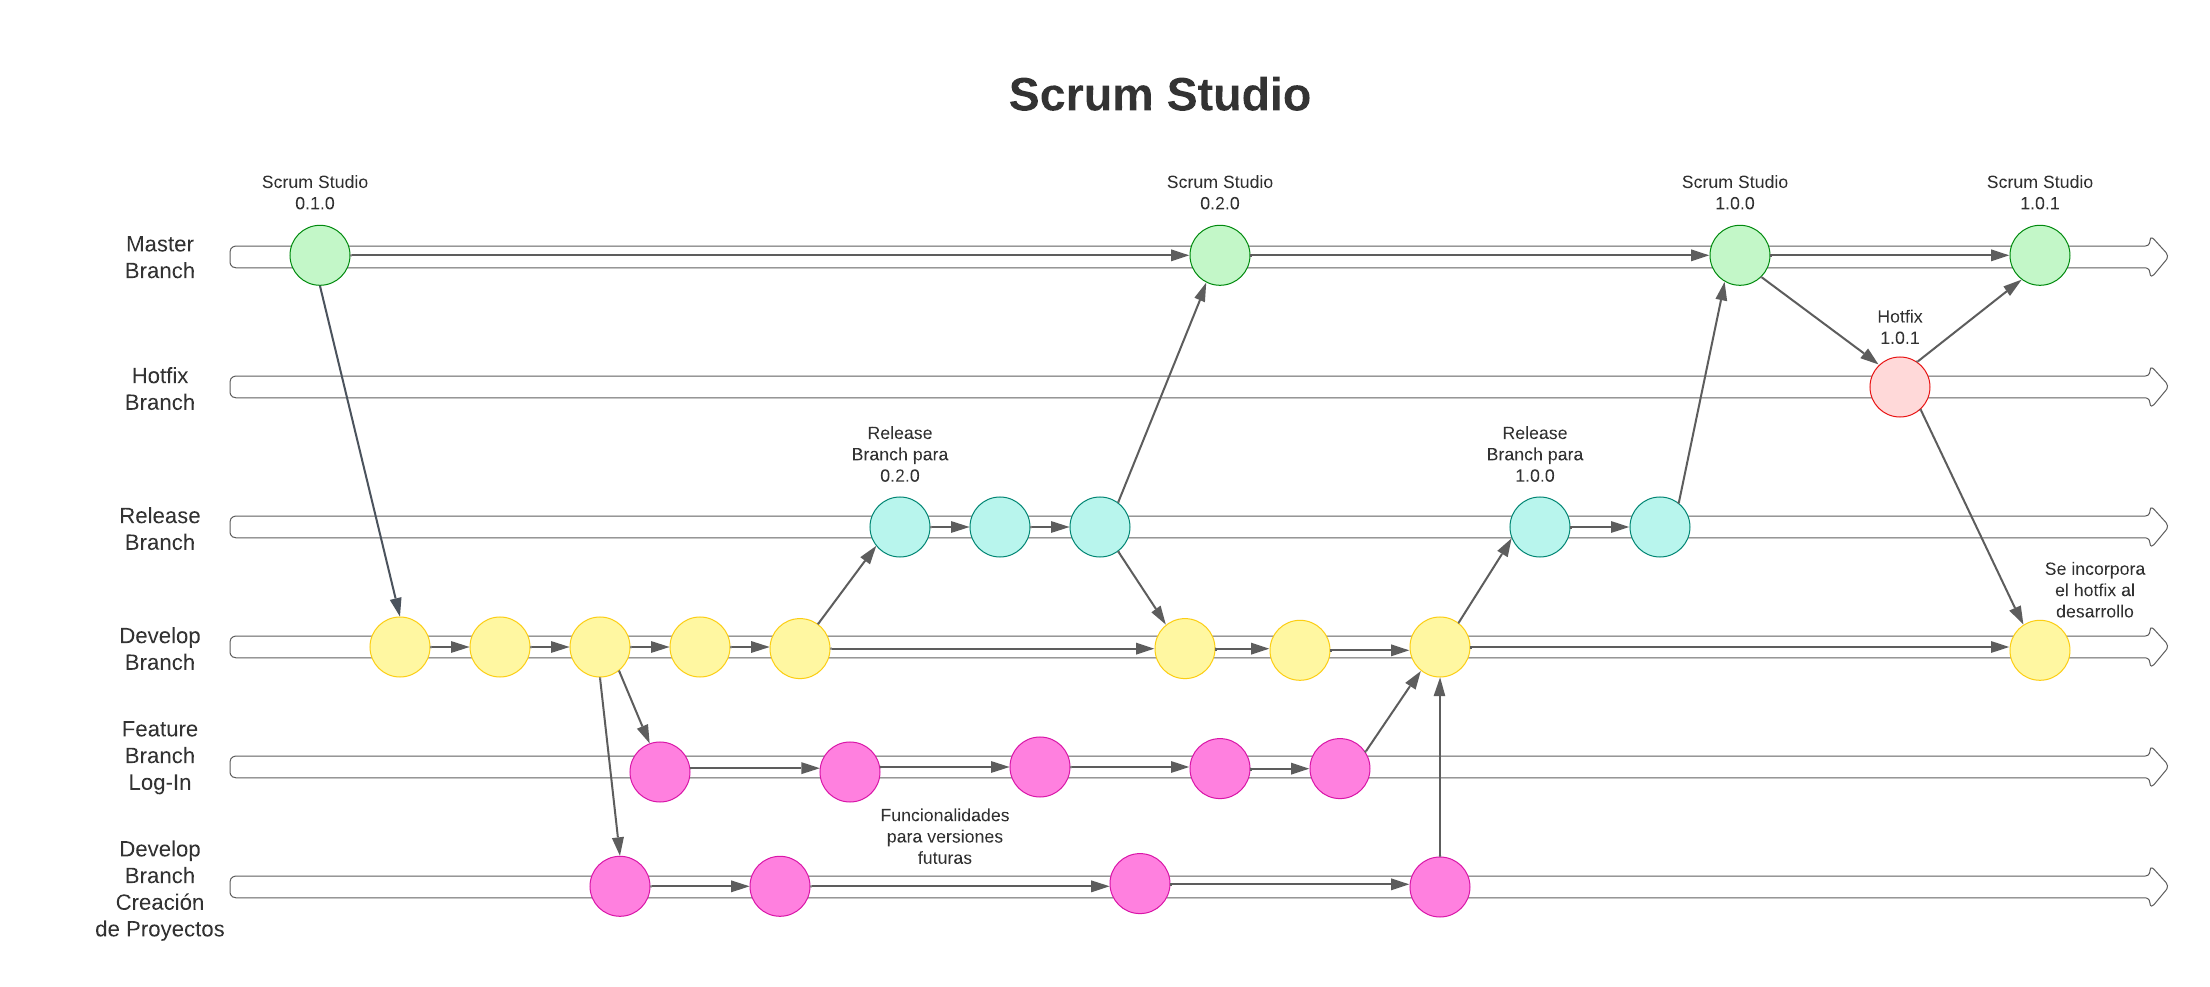 Scrum Studio
Scrum Studio
0.1.0
Scrum Studio
0.2.0
Scrum Studio
1.0.0
Scrum Studio
1.0.1
Master
Branch
Hotfix
1.0.1
Hotfix
Branch
Release
Branch para
0.2.0
Release
Branch para
1.0.0
Release
Branch
Se incorpora
el hotfix al
desarrollo
Develop
Branch
Feature
Branch
Log-In
Funcionalidades
para versiones
futuras
Develop
Branch
Creación
de Proyectos